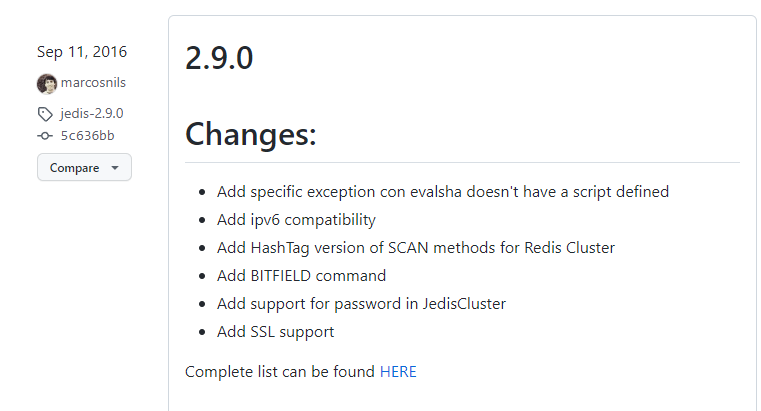 Sep 11, 2016
marcosnils
jedis-2.9.0
5c636bb
Compare
2.9.0
Changes:
Add specific exception con evalsha doesn't have a script defined
Add ipv6 compatibility
Add HashTag version of SCAN methods for Redis Cluster
Add BITFIELD command
Add support for password in JedisCluster
Add SSL support
Complete list can be found HERE